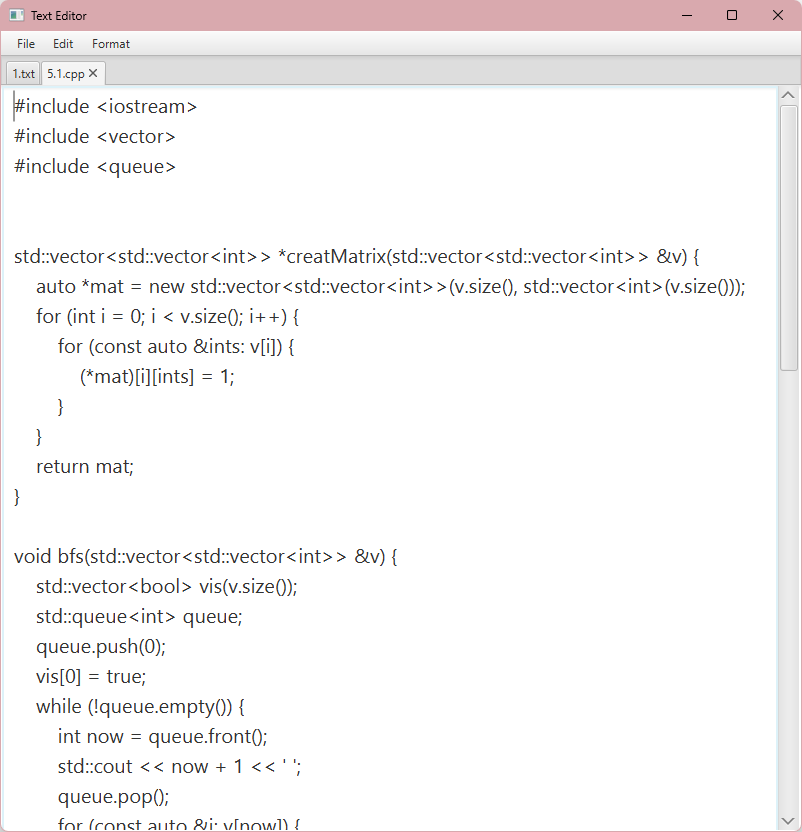 Text Editor
File Edit Format
1.txt 5.1.cpp
#include <iostream>
#include <vector>
#include <queue>
std::vector<std::vector<int>> *creatMatrix(std::vector<std::vector<int>> &v) {
    auto *mat = new std::vector<std::vector<int>>(v.size(), std::vector<int>(v.size()));
    for (int i = 0; i < v.size(); i++) {
        for (const auto &ints: v[i]) {
            (*mat)[i][ints] = 1;
        }
    }
    return mat;
}
void bfs(std::vector<std::vector<int>> &v) {
    std::vector<bool> vis(v.size());
    std::queue<int> queue;
    queue.push(0);
    vis[0] = true;
    while (!queue.empty()) {
        int now = queue.front();
        std::cout << now + 1 << ' ';
        queue.pop();
        for (const auto &i: v[now]) {